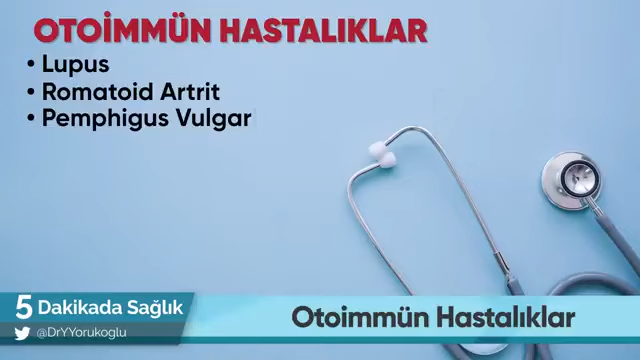 OTOİMMÜN HASTALIKLAR
• Lupus
• Romatoid Artrit
• Pemphigus Vulgar
5 Dakikada Sağlık
@DrYYorukoglu
Otoimmün Hastalıklar